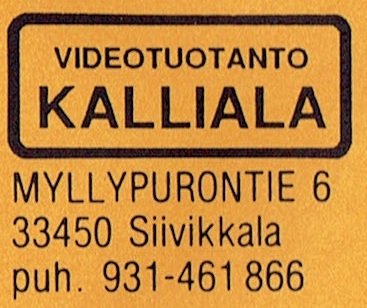 VIDEOTUOTANTO
KALLIALA
MYLLYPURONTIE 6
33450 Siivikkala
puh. 931-461 866